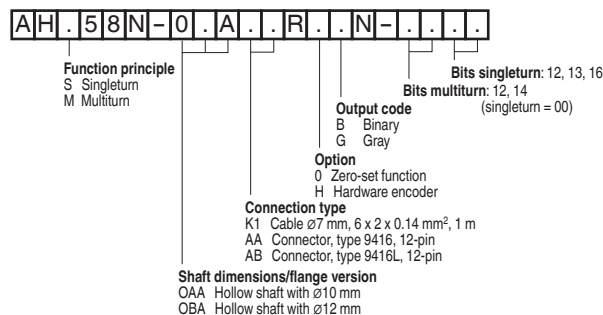 AH.58N-0.A..R..N-....
Function principle
S Singleturn
M Multiturn
Bits singleturn: 12, 13, 16
Bits multiturn: 12, 14
(singleturn = 00)
Output code
B Binary
G Gray
Option
0 Zero-set function
H Hardware encoder
Connection type
K1 Cable ø7 mm, 6 x 2 x 0.14 mm², 1 m
AA Connector, type 9416, 12-pin
AB Connector, type 9416L, 12-pin
Shaft dimensions/flange version
OAA Hollow shaft with ø10 mm
OBA Hollow shaft with ø12 mm